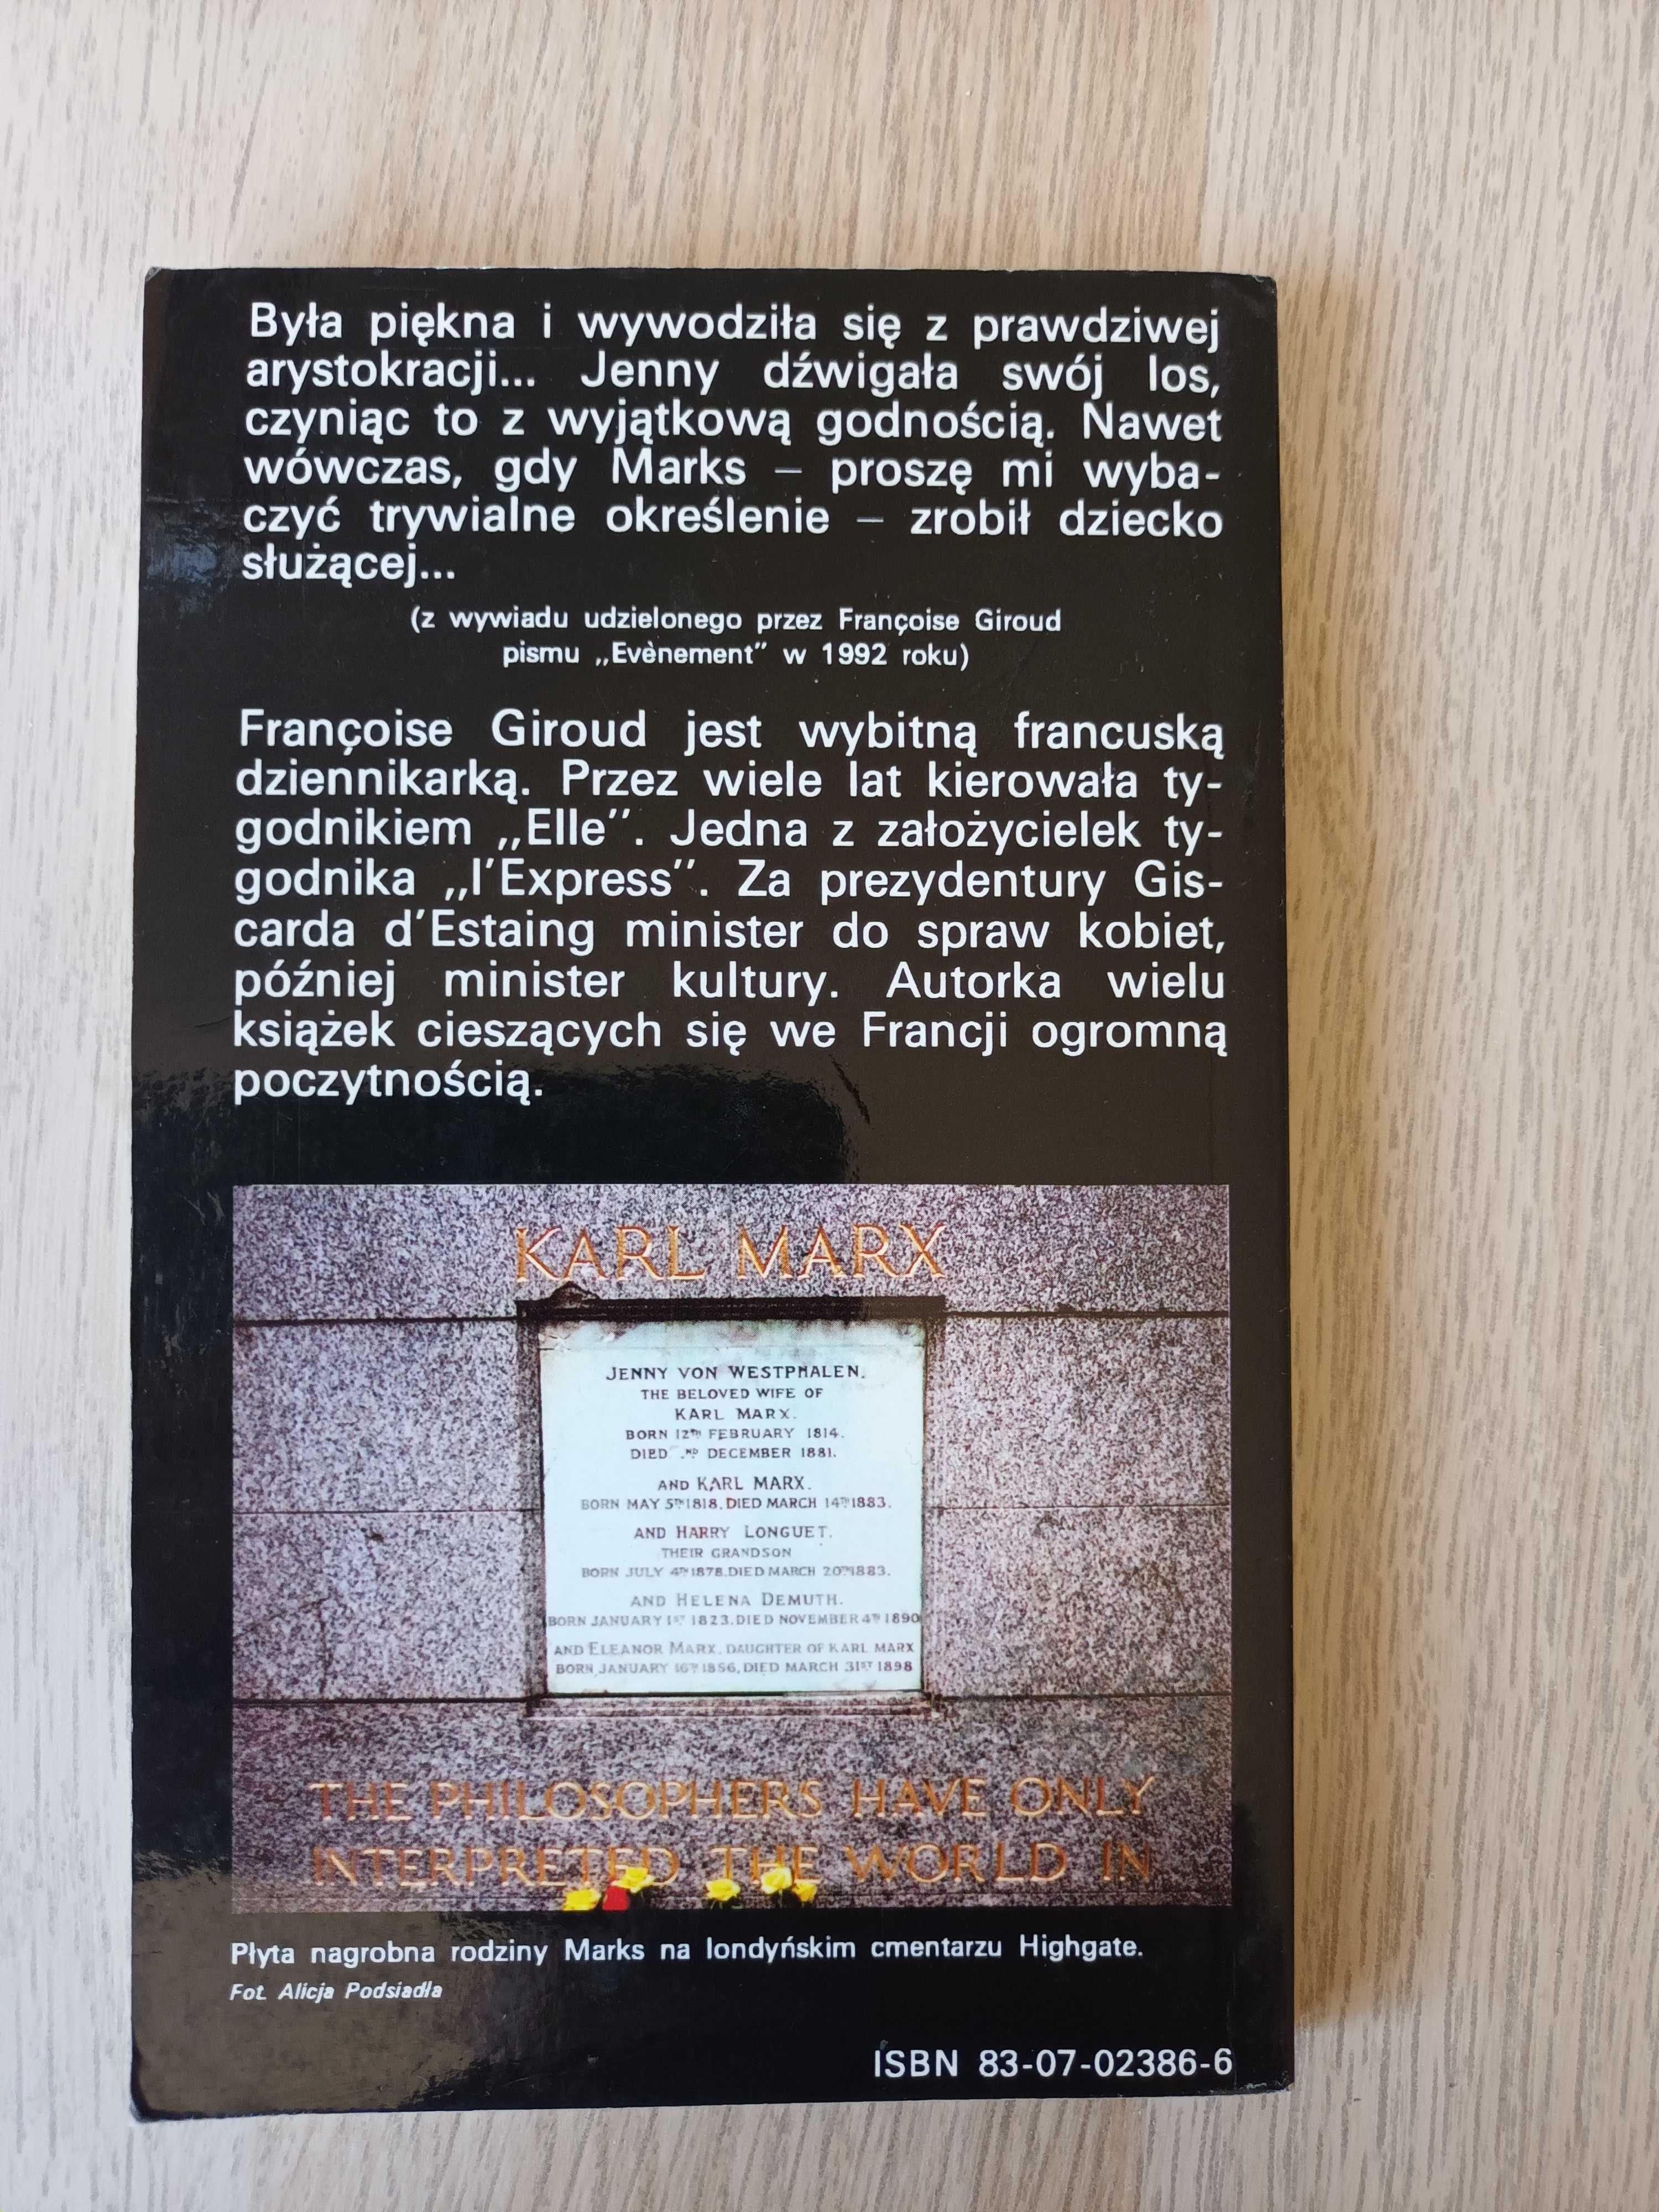 Była piękna i wywodziła się z prawdziwej
arystokracji... Jenny dźwigała swój los,
czyniąc to z wyjątkową godnością. Nawet
wówczas, gdy Marks – proszę mi wyba-
czyć trywialne określenie – zrobił dziecko
służącej...
(z wywiadu udzielonego przez Françoise Giroud
pismu „Evènement” w 1992 roku)
Françoise Giroud jest wybitną francuską
dziennikarką. Przez wiele lat kierowała ty-
godnikiem „Elle”. Jedna z założycielek ty-
godnika „l'Express”. Za prezydentury Gis-
carda d'Estaing minister do spraw kobiet,
później minister kultury. Autorka wielu
książek cieszących się we Francji ogromną
poczytnością.
KARL MARX
JENNY VON WESTPHALEN.
THE BELOVED WIFE OF
KARL MARX.
BORN 12TH FEBRUARY 1814.
DIED ND DECEMBER 1881.
AND KARL MARX.
BORN MAY 5TH 1818, DIED MARCH 14TH 1883.
AND HARRY LONGUET.
THEIR GRANDSON
BORN JULY 4TH 1878, DIED MARCH 20TH 1883.
AND HELENA DEMUTH.
BORN JANUARY 1ST 1823, DIED NOVEMBER 4TH 1890
AND ELEANOR MARX, DAUGHTER OF KARL MARX
BORN JANUARY 16TH 1856, DIED MARCH 31ST 1898
THE PHILOSOPHERS HAVE ONLY
INTERPRETED THE WORLD IN
Płyta nagrobna rodziny Marks na londyńskim cmentarzu Highgate.
Fot. Alicja Podsiadła
ISBN 83-07-02386-6